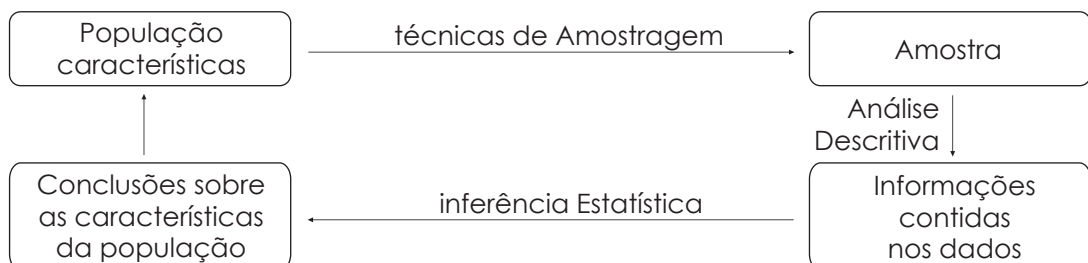 População
características
técnicas de Amostragem
Amostra
Análise
Descritiva
Conclusões sobre
as características
da população
inferência Estatística
Informações
contidas
nos dados